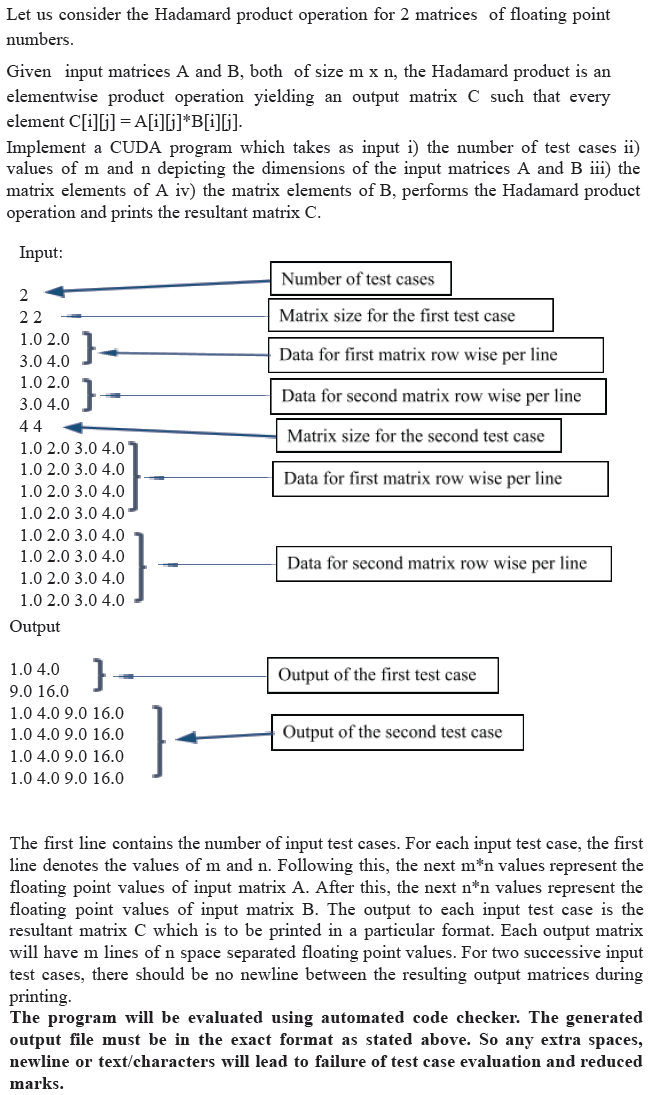 Let us consider the Hadamard product operation for 2 matrices of floating point
numbers.
Given input matrices A and B, both of size m x n, the Hadamard product is an
elementwise product operation yielding an output matrix C such that every
element C[i][j] = A[i][j]*B[i][j].
Implement a CUDA program which takes as input i) the number of test cases ii)
values of m and n depicting the dimensions of the input matrices A and B iii) the
matrix elements of A iv) the matrix elements of B, performs the Hadamard product
operation and prints the resultant matrix C.
Input:
Number of test cases
2
2 2
Matrix size for the first test case
1.0 2.0
3.0 4.0
Data for first matrix row wise per line
1.0 2.0
3.0 4.0
Data for second matrix row wise per line
4 4
Matrix size for the second test case
1.0 2.0 3.0 4.0
1.0 2.0 3.0 4.0
1.0 2.0 3.0 4.0
1.0 2.0 3.0 4.0
Data for first matrix row wise per line
1.0 2.0 3.0 4.0
1.0 2.0 3.0 4.0
1.0 2.0 3.0 4.0
1.0 2.0 3.0 4.0
Data for second matrix row wise per line
Output
1.0 4.0
9.0 16.0
Output of the first test case
1.0 4.0 9.0 16.0
1.0 4.0 9.0 16.0
1.0 4.0 9.0 16.0
1.0 4.0 9.0 16.0
Output of the second test case
The first line contains the number of input test cases. For each input test case, the first
line denotes the values of m and n. Following this, the next m*n values represent the
floating point values of input matrix A. After this, the next n*n values represent the
floating point values of input matrix B. The output to each input test case is the
resultant matrix C which is to be printed in a particular format. Each output matrix
will have m lines of n space separated floating point values. For two successive input
test cases, there should be no newline between the resulting output matrices during
printing.
The program will be evaluated using automated code checker. The generated
output file must be in the exact format as stated above. So any extra spaces,
newline or text/characters will lead to failure of test case evaluation and reduced
marks.